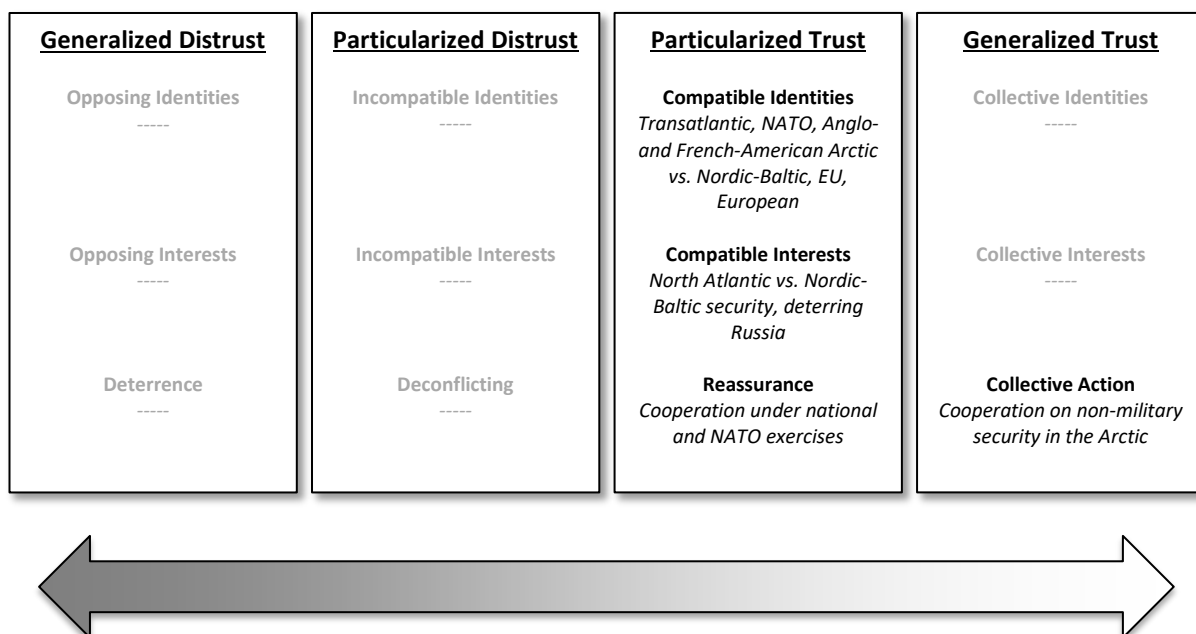 Generalized Distrust
Opposing Identities
-----
Opposing Interests
-----
Deterrence
-----
Particularized Distrust
Incompatible Identities
-----
Incompatible Interests
-----
Deconflicting
-----
Particularized Trust
Compatible Identities
Transatlantic, NATO, Anglo-
and French-American Arctic
vs. Nordic-Baltic, EU,
European
Compatible Interests
North Atlantic vs. Nordic-
Baltic security, deterring
Russia
Reassurance
Cooperation under national
and NATO exercises
Generalized Trust
Collective Identities
-----
Collective Interests
-----
Collective Action
Cooperation on non-military
security in the Arctic